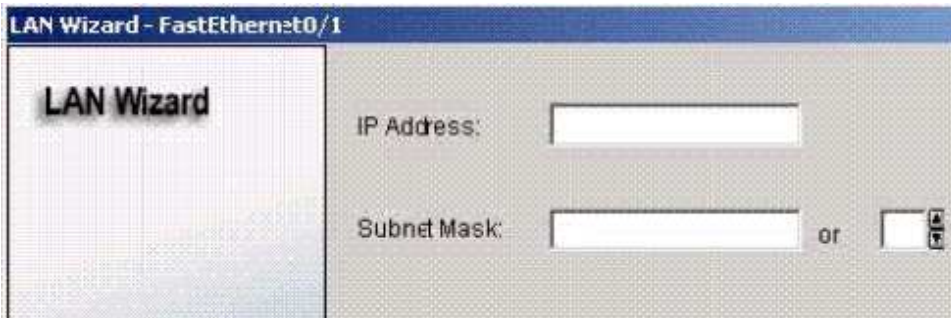 LAN Wizard - FastEthernet0/1
LAN Wizard
IP Address:
Subnet Mask: or